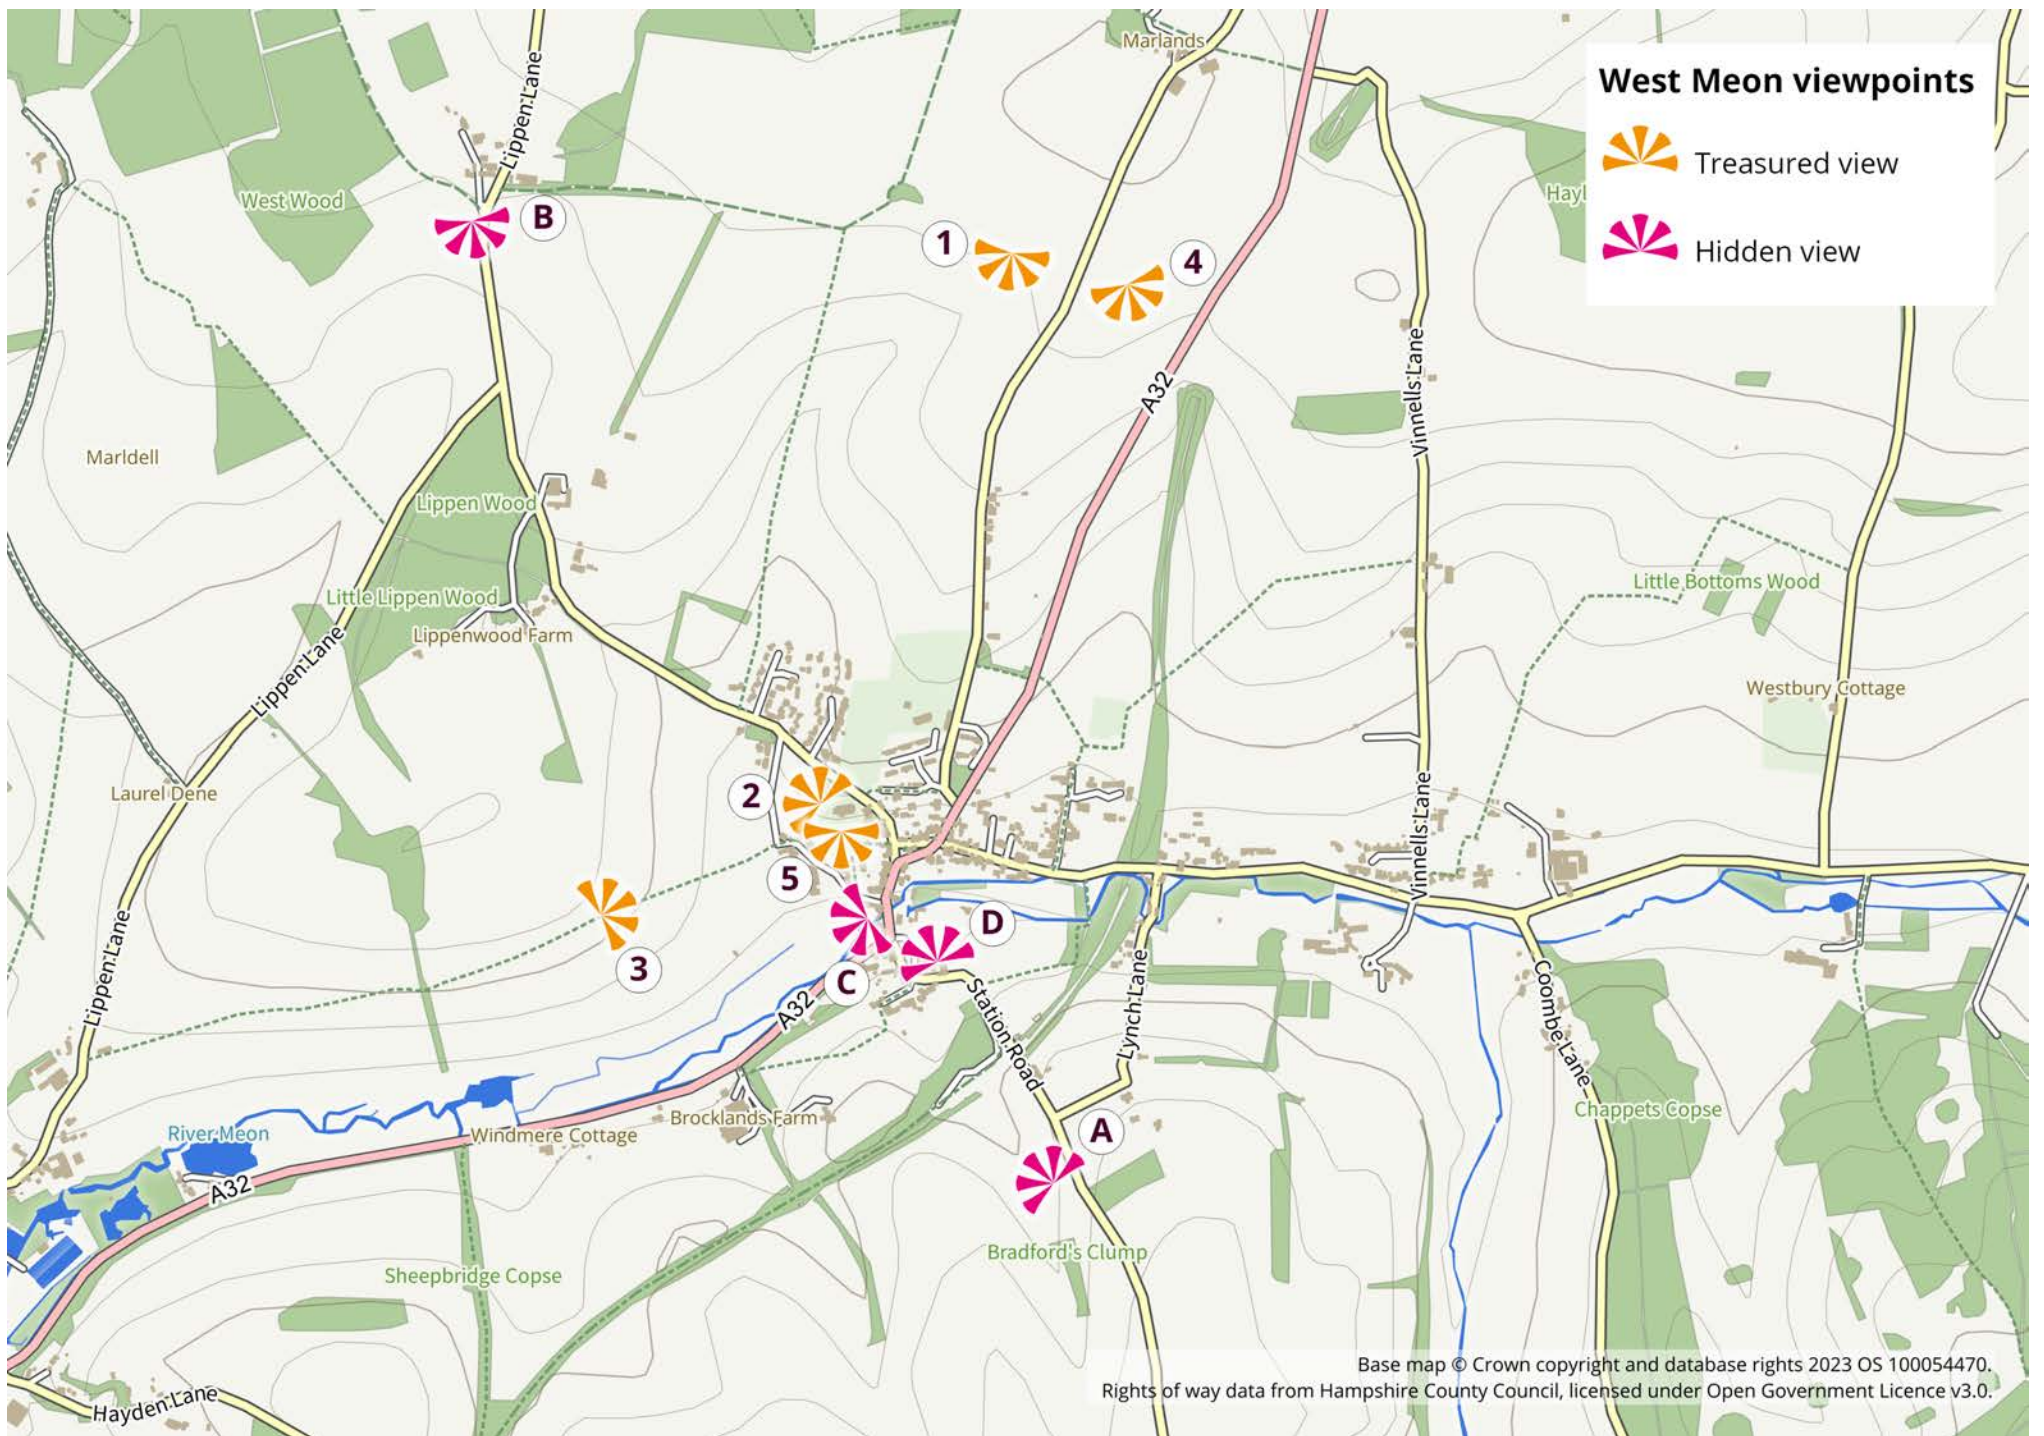 Marlands
West Meon viewpoints
Treasured view
Hidden view
Lippen Lane
West Wood
B
1
4
A32
Vinnells Lane
Marldell
Lippen Wood
Little Lippen Wood
Lippenwood Farm
Lippen Lane
Little Bottoms Wood
Westbury Cottage
Laurel Dene
2
5
Vinnells Lane
3
D
C
Lippen Lane
A32
Station Road
Lynch Lane
Coombe Lane
River Meon
Windmere Cottage
Brocklands Farm
A
Chappets Copse
A32
Bradford's Clump
Sheepbridge Copse
Hayden Lane
Base map © Crown copyright and database rights 2023 OS 100054470.
Rights of way data from Hampshire County Council, licensed under Open Government Licence v3.0.